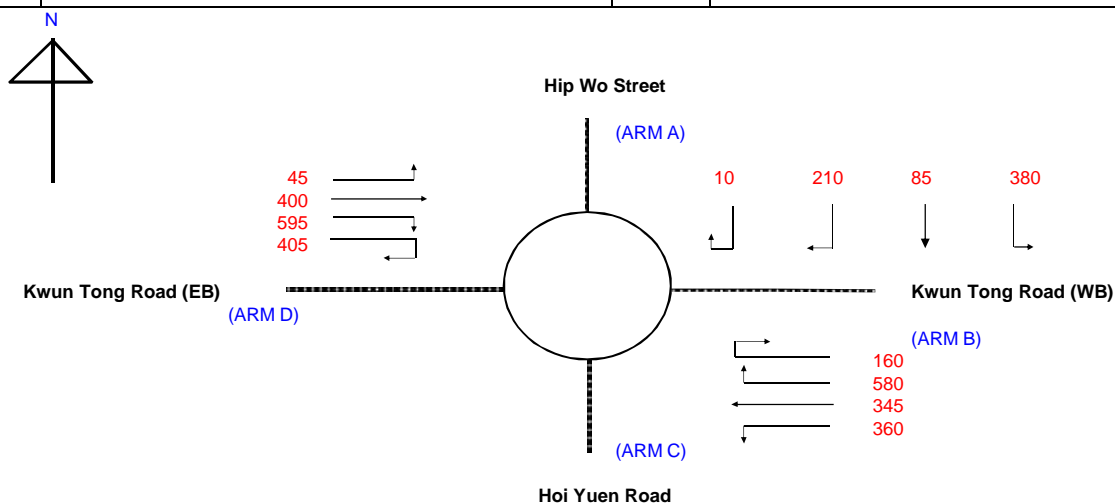 N
Hip Wo Street
(ARM A)
10 210 85 380
45
400
595
405
Kwun Tong Road (EB)
(ARM D)
Kwun Tong Road (WB)
(ARM B)
160
580
345
360
(ARM C)
Hoi Yuen Road